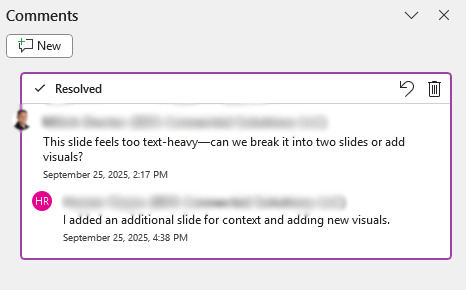 Comments
New
Resolved
This slide feels too text-heavy—can we break it into two slides or add
visuals?
September 25, 2025, 2:17 PM
HR
I added an additional slide for context and adding new visuals.
September 25, 2025, 4:38 PM